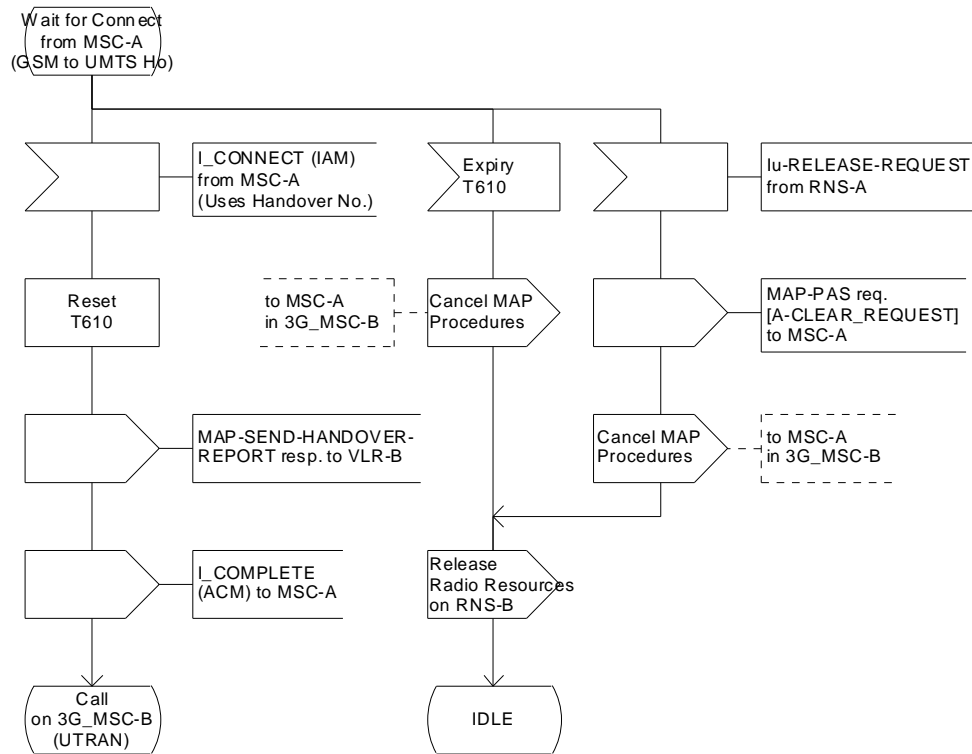 Wait for Connect
from MSC-A
(GSM to UMTS Ho)
I_CONNECT (IAM)
from MSC-A
(Uses Handover No.)
Expiry
T610
Iu-RELEASE-REQUEST
from RNS-A
Reset
T610
to MSC-A
in 3G_MSC-B
Cancel MAP
Procedures
MAP-PAS req.
[A-CLEAR_REQUEST]
to MSC-A
MAP-SEND-HANDOVER-
REPORT resp. to VLR-B
Cancel MAP
Procedures
to MSC-A
in 3G_MSC-B
I_COMPLETE
(ACM) to MSC-A
Release
Radio Resources
on RNS-B
Call
on 3G_MSC-B
(UTRAN)
IDLE